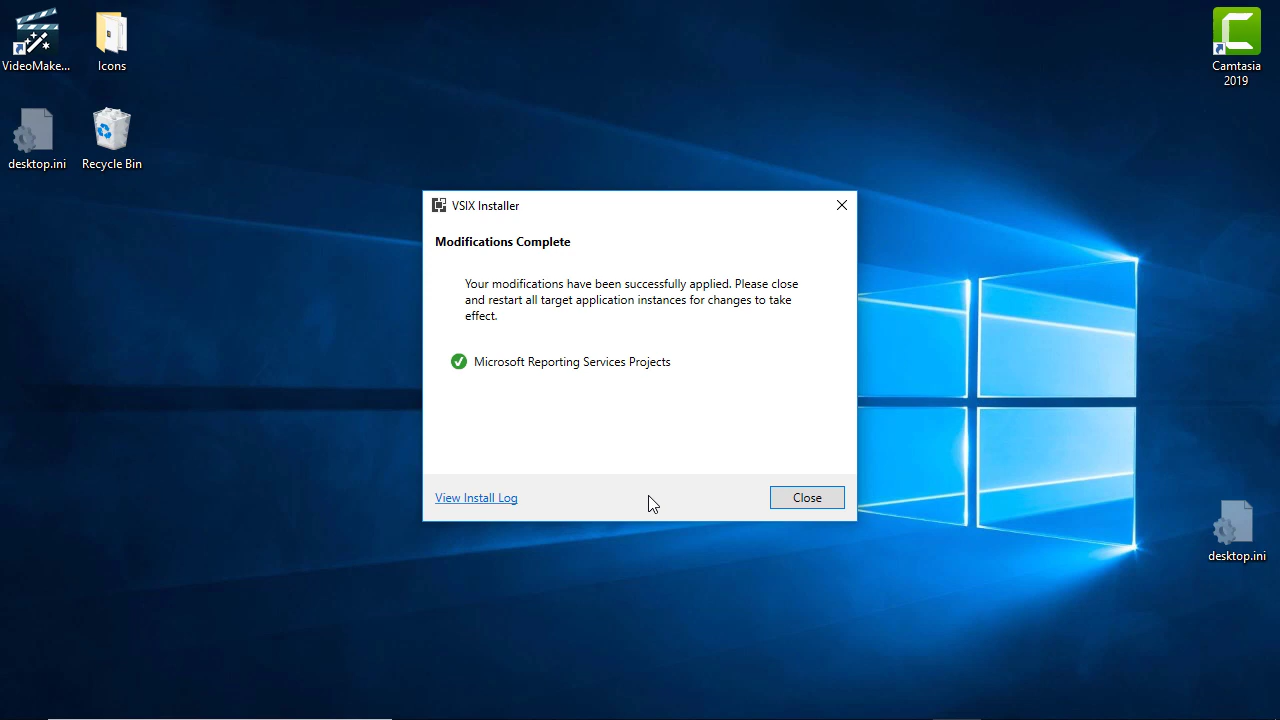 VideoMake...
Icons
Camtasia
2019
desktop.ini
Recycle Bin
VSIX Installer
Modifications Complete
Your modifications have been successfully applied. Please close
and restart all target application instances for changes to take
effect.
Microsoft Reporting Services Projects
View Install Log
Close
desktop.ini